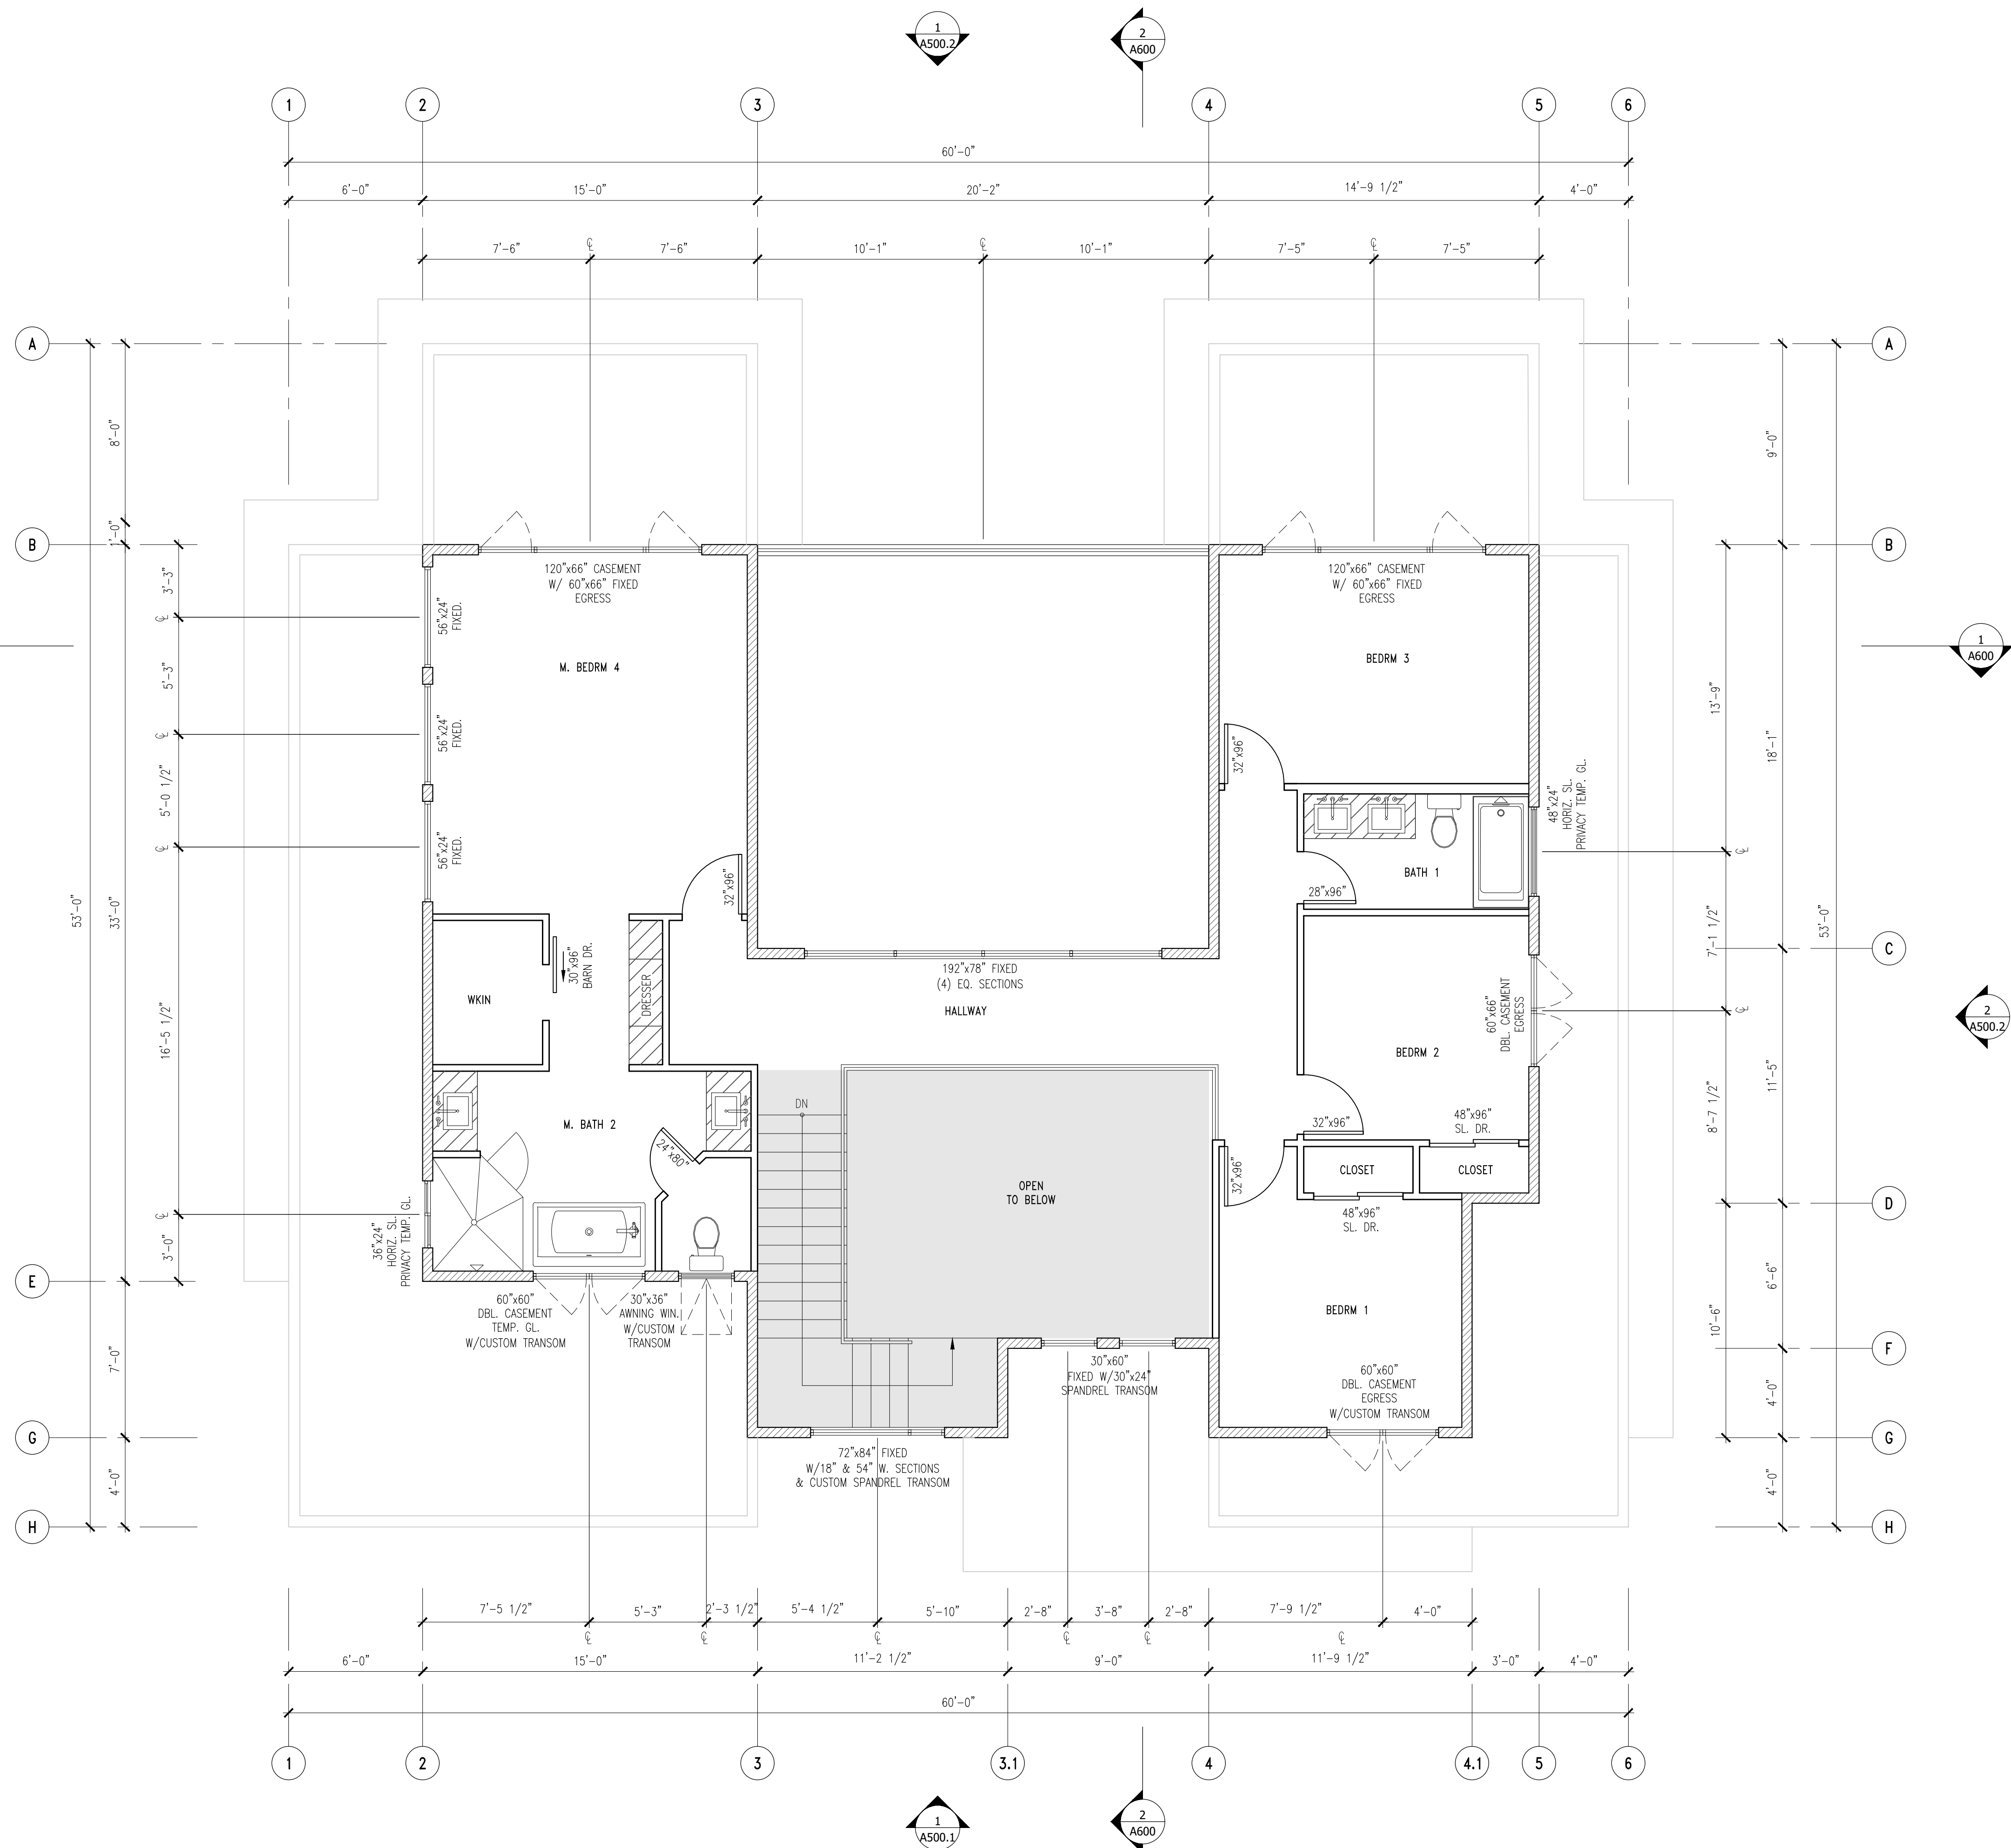 1
A500.2
2
A600
1
2
3
4
5
6
60'-0"
6'-0"
15'-0"
20'-2"
14'-9 1/2"
4'-0"
7'-6"
℄
7'-6"
10'-1"
℄
10'-1"
7'-5"
℄
7'-5"
A
A
8'-0"
9'-0"
1'-0"
B
B
3'-3"
℄
5'-3"
℄
5'-0 1/2"
℄
16'-5 1/2"
℄
3'-0"
53'-0"
33'-0"
120"x66" CASEMENT
W/ 60"x66" FIXED
EGRESS
120"x66" CASEMENT
W/ 60"x66" FIXED
EGRESS
56"x24"
FIXED.
56"x24"
FIXED.
56"x24"
FIXED.
M. BEDRM 4
BEDRM 3
1
A600
13'-9"
18'-1"
32"x96"
32"x96"
48"x24"
HORIZ. SL.
PRIVACY TEMP. GL.
℄
BATH 1
28"x96"
7'-1 1/2"
53'-0"
C
30"x96"
BARN DR.
DRESSER
WKIN
192"x78" FIXED
(4) EQ. SECTIONS
HALLWAY
60"x66"
DBL. CASEMENT
EGRESS
℄
2
A500.2
BEDRM 2
11'-5"
8'-7 1/2"
DN
M. BATH 2
24"x80"
32"x96"
48"x96"
SL. DR.
CLOSET
CLOSET
32"x96"
OPEN
TO BELOW
48"x96"
SL. DR.
D
36"x24"
HORIZ. SL.
PRIVACY TEMP. GL.
E
6'-6"
10'-6"
BEDRM 1
60"x60"
DBL. CASEMENT
TEMP. GL.
W/CUSTOM TRANSOM
30"x36"
AWNING WIN.
W/CUSTOM
TRANSOM
7'-0"
F
30"x60"
FIXED W/30"x24"
SPANDREL TRANSOM
60"x60"
DBL. CASEMENT
EGRESS
W/CUSTOM TRANSOM
4'-0"
G
G
72"x84" FIXED
W/18" & 54" W. SECTIONS
& CUSTOM SPANDREL TRANSOM
4'-0"
4'-0"
H
H
7'-5 1/2"
5'-3"
2'-3 1/2"
5'-4 1/2"
5'-10"
2'-8"
3'-8"
2'-8"
7'-9 1/2"
4'-0"
℄
℄
℄
℄
℄
℄
6'-0"
15'-0"
11'-2 1/2"
9'-0"
11'-9 1/2"
3'-0"
4'-0"
60'-0"
1
2
3
3.1
4
4.1
5
6
1
A500.1
2
A600